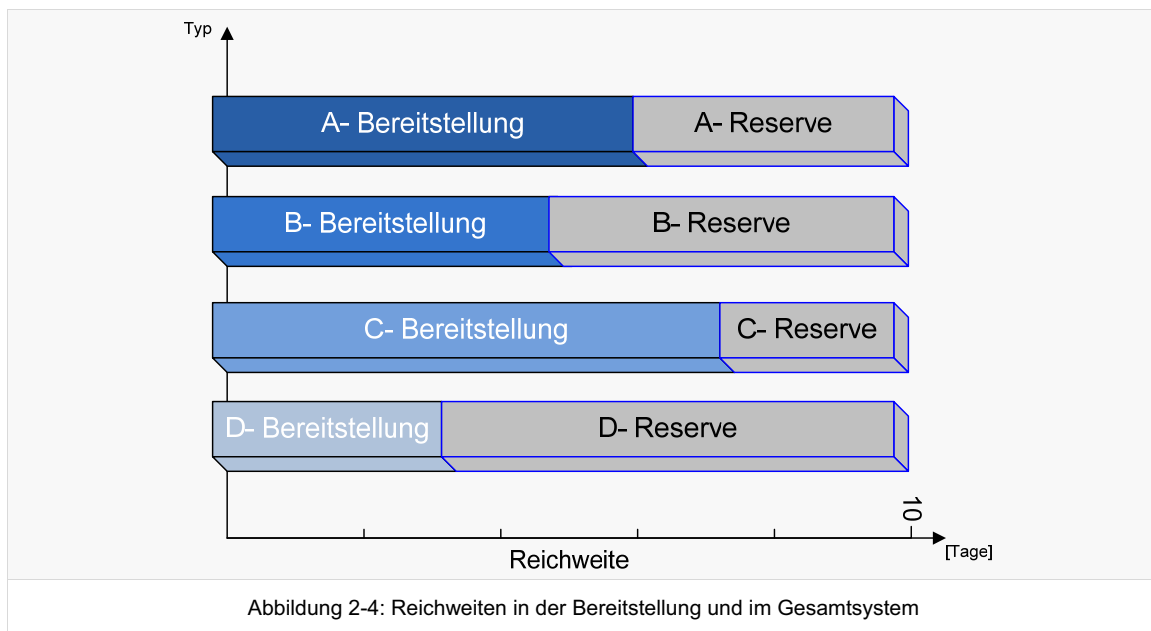 Typ
A- Bereitstellung
A- Reserve
B- Bereitstellung
B- Reserve
C- Bereitstellung
C- Reserve
D- Bereitstellung
D- Reserve
10
[Tage]
Reichweite
Abbildung 2-4: Reichweiten in der Bereitstellung und im Gesamtsystem